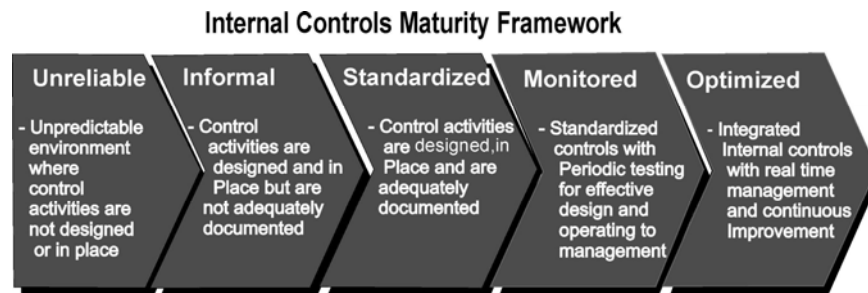 Internal Controls Maturity Framework
Unreliable
- Unpredictable
environment
where
control
activities are
not designed
or in place
Informal
- Control
activities are
designed and in
Place but are
not adequately
documented
Standardized
- Control activities
are designed,in
Place and are
adequately
documented
Monitored
- Standardized
controls with
Periodic testing
for effective
design and
operating to
management
Optimized
- Integrated
Internal controls
with real time
management
and continuous
Improvement